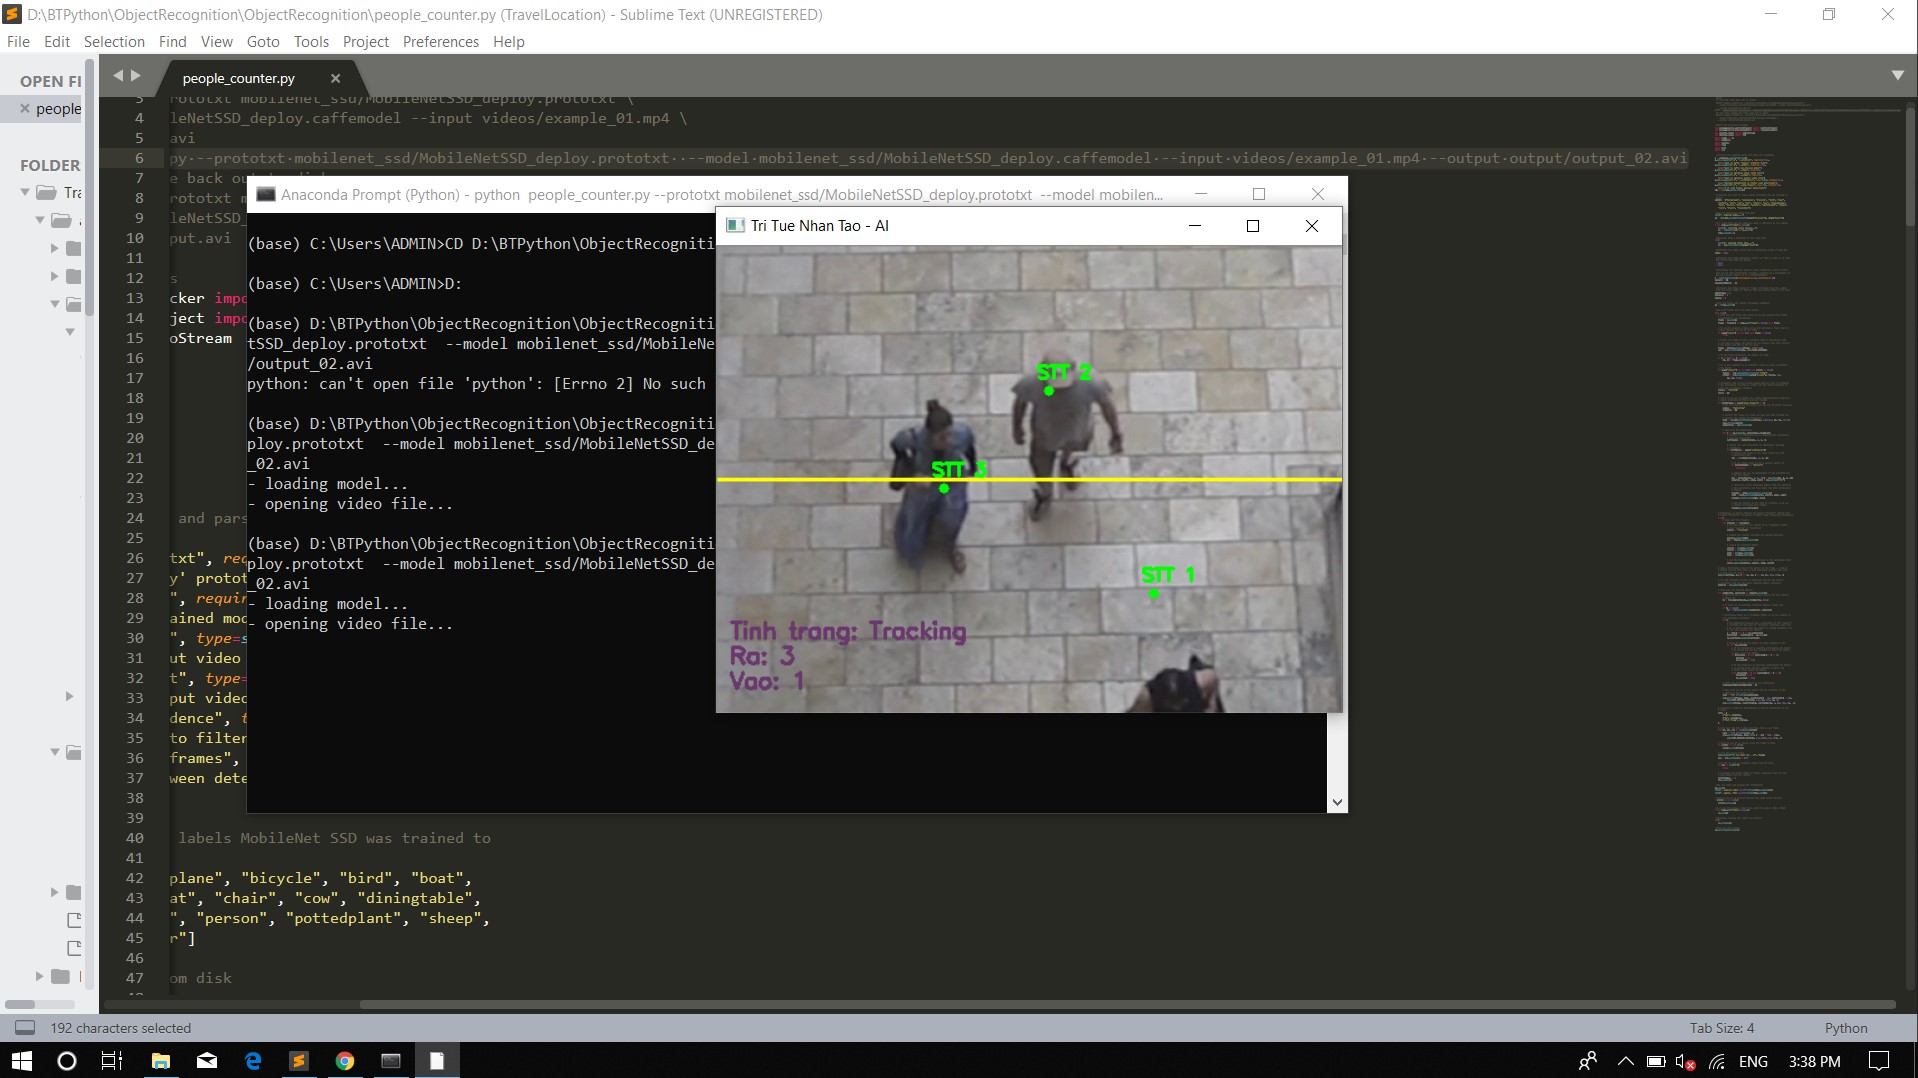 D:\BTPython\ObjectRecognition\ObjectRecognition\people_counter.py (TravelLocation) - Sublime Text (UNREGISTERED)
File Edit Selection Find View Goto Tools Project Preferences Help
OPEN FI
people
FOLDER
Tra
people_counter.py
3 rototxt mobilenet_ssd/MobileNetSSD_deploy.prototxt \
4 leNetSSD_deploy.caffemodel --input videos/example_01.mp4 \
5 avi
6 py --prototxt mobilenet_ssd/MobileNetSSD_deploy.prototxt --model mobilenet_ssd/MobileNetSSD_deploy.caffemodel --input videos/example_01.mp4 --output output/output_02.avi
7 e back out to disk
8 rototxt m
9 leNetSSD_
10 put.avi
11
12 s
13 cker impo
14 ject impo
15 oStream
16
17
18
19
20
21
22
23
24 and pars
25
26 txt", req
27 y' protot
28 ", requir
29 ained mod
30 ", type=s
31 ut video
32 t", type=
33 put video
34 dence", t
35 to filter
36 frames",
37 ween dete
38
39
40 labels MobileNet SSD was trained to
41
42 plane", "bicycle", "bird", "boat",
43 at", "chair", "cow", "diningtable",
44 ", "person", "pottedplant", "sheep",
45 r"]
46
47 om disk
Anaconda Prompt (Python) - python people_counter.py --prototxt mobilenet_ssd/MobileNetSSD_deploy.prototxt --model mobilen...
(base) C:\Users\ADMIN>CD D:\BTPython\ObjectRecogniti
(base) C:\Users\ADMIN>D:
(base) D:\BTPython\ObjectRecognition\ObjectRecogniti
tSSD_deploy.prototxt --model mobilenet_ssd/MobileNe
/output_02.avi
python: can't open file 'python': [Errno 2] No such
(base) D:\BTPython\ObjectRecognition\ObjectRecogniti
ploy.prototxt --model mobilenet_ssd/MobileNetSSD_de
_02.avi
- loading model...
- opening video file...
(base) D:\BTPython\ObjectRecognition\ObjectRecogniti
ploy.prototxt --model mobilenet_ssd/MobileNetSSD_de
_02.avi
- loading model...
- opening video file...
Tri Tue Nhan Tao - AI
STT 2
STT 3
STT 1
Tinh trang: Tracking
Ra: 3
Vao: 1
192 characters selected
Tab Size: 4
Python
ENG
3:38 PM